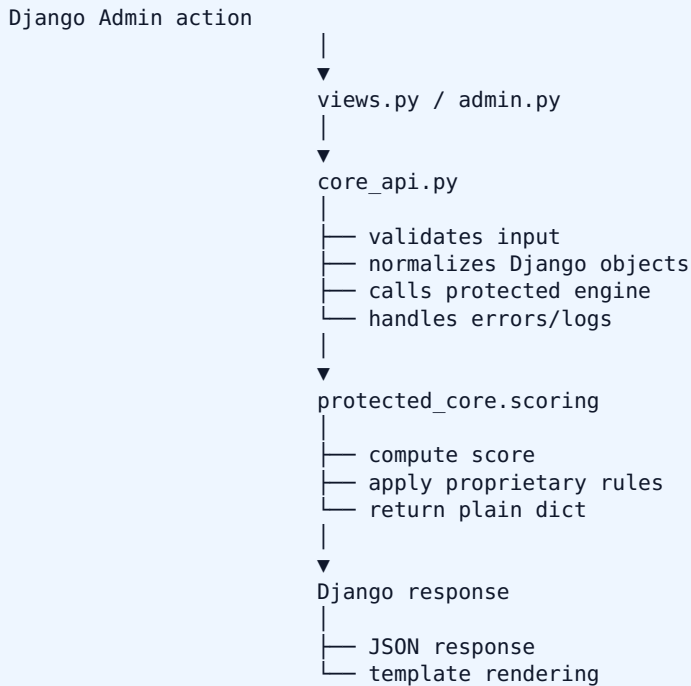 Django Admin action
│
▼
views.py / admin.py
│
▼
core_api.py
│
├── validates input
├── normalizes Django objects
├── calls protected engine
└── handles errors/logs
│
▼
protected_core.scoring
│
├── compute score
├── apply proprietary rules
└── return plain dict
│
▼
Django response
│
├── JSON response
└── template rendering